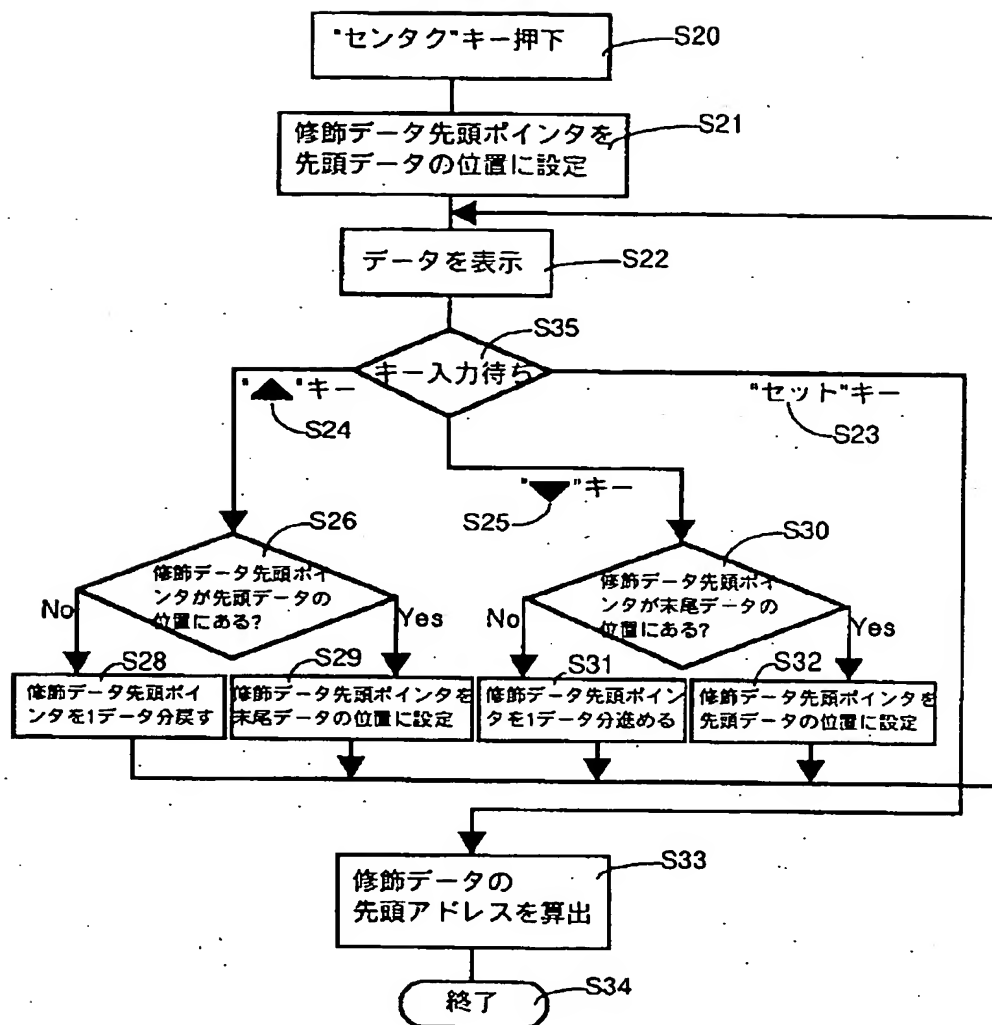 "センタク"キー押下
S20
修飾データ先頭ポインタを
先頭データの位置に設定
S21
データを表示
S22
キー入力待ち
S35
"▲"キー
S24
"セット"キー
S23
"▼"キー
S25
S26
修飾データ先頭ポイ
ンタが先頭データの
位置にある?
No
Yes
S30
修飾データ先頭ポイ
ンタが末尾データの
位置にある?
No
Yes
S28
修飾データ先頭ポイ
ンタを1データ分戻す
S29
修飾データ先頭ポインタを
末尾データの位置に設定
S31
修飾データ先頭ポイン
タを1データ分進める
S32
修飾データ先頭ポインタを
先頭データの位置に設定
修飾データの
先頭アドレスを算出
S33
終了
S34